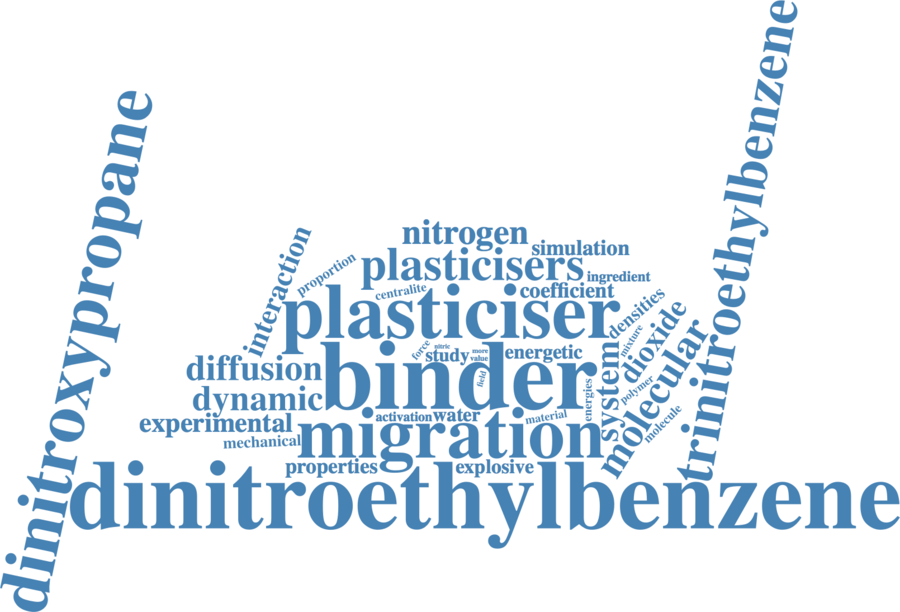 dinitroxypropane
trinitroethylbenzene
nitrogen
simulation
interaction
proportion
plasticisers
ingredient
centralite
coefficient
plasticiser
densities
dioxide
mixture
force
nitric
study
more
value
energetic
field
diffusion
binder
system
molecular
polymer
energies
dynamic
experimental
activation
water
material
molecule
mechanical
migration
properties
explosive
dinitroethylbenzene